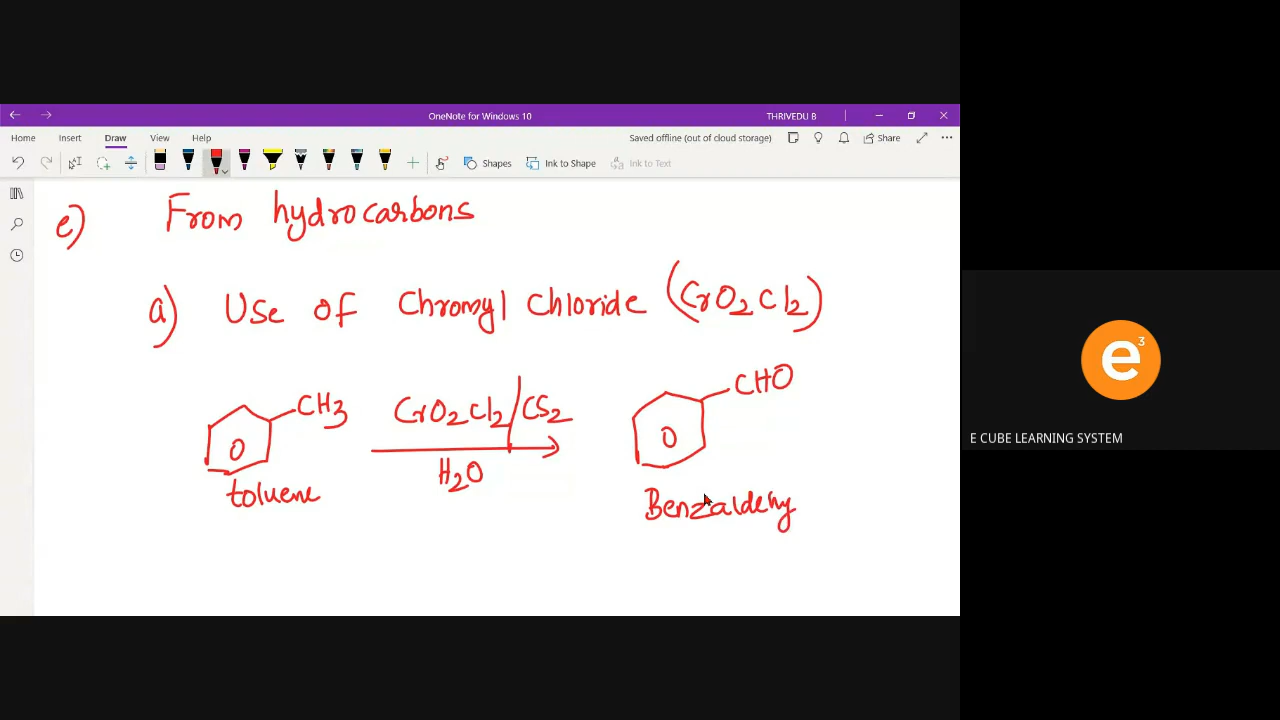 OneNote for Windows 10
THRIVEDU B
Home Insert Draw View Help
Saved offline (out of cloud storage)
Share
Shapes
Ink to Shape
Ink to Text
e) From hydrocarbons
a) Use of Chromyl Chloride (CrO2Cl2)
CH3
CrO2Cl2/CS2
H2O
CHO
toluene
Benzaldehy
e3
E CUBE LEARNING SYSTEM